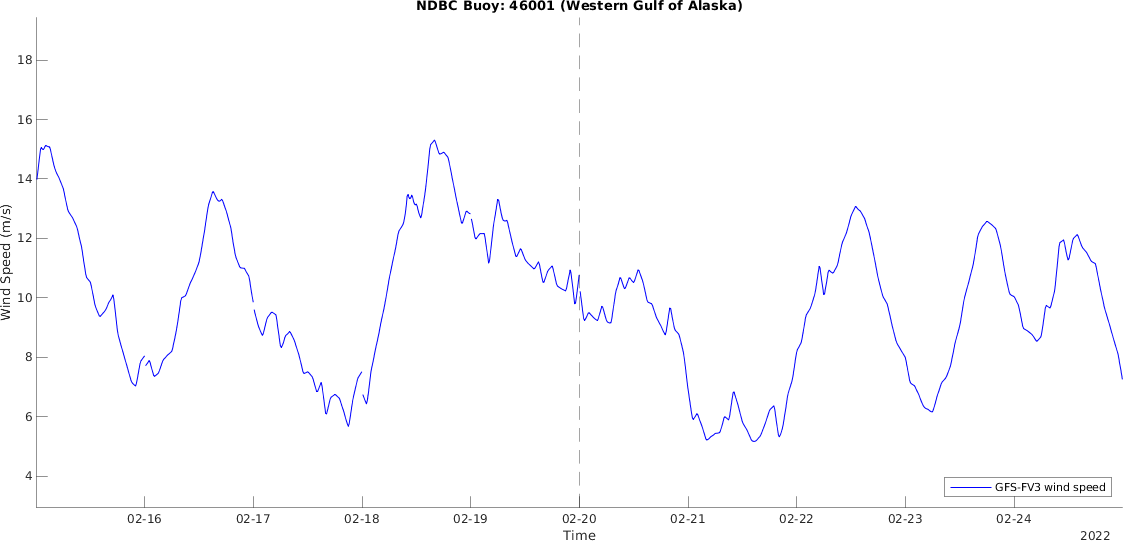 NDBC Buoy: 46001 (Western Gulf of Alaska)
Wind Speed (m/s)
18
16
14
12
10
8
6
4
GFS-FV3 wind speed
02-16 02-17 02-18 02-19 02-20 02-21 02-22 02-23 02-24
Time
2022